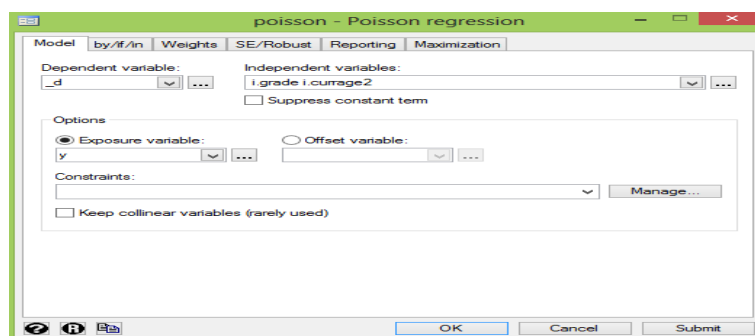 poisson - Poisson regression
Model by/if/in Weights SE/Robust Reporting Maximization
Dependent variable: Independent variables:
_d ... i.grade i.currage2 ...
Suppress constant term
Options
Exposure variable: Offset variable:
y ... ...
Constraints:
Manage...
Keep collinear variables (rarely used)
? R OK Cancel Submit